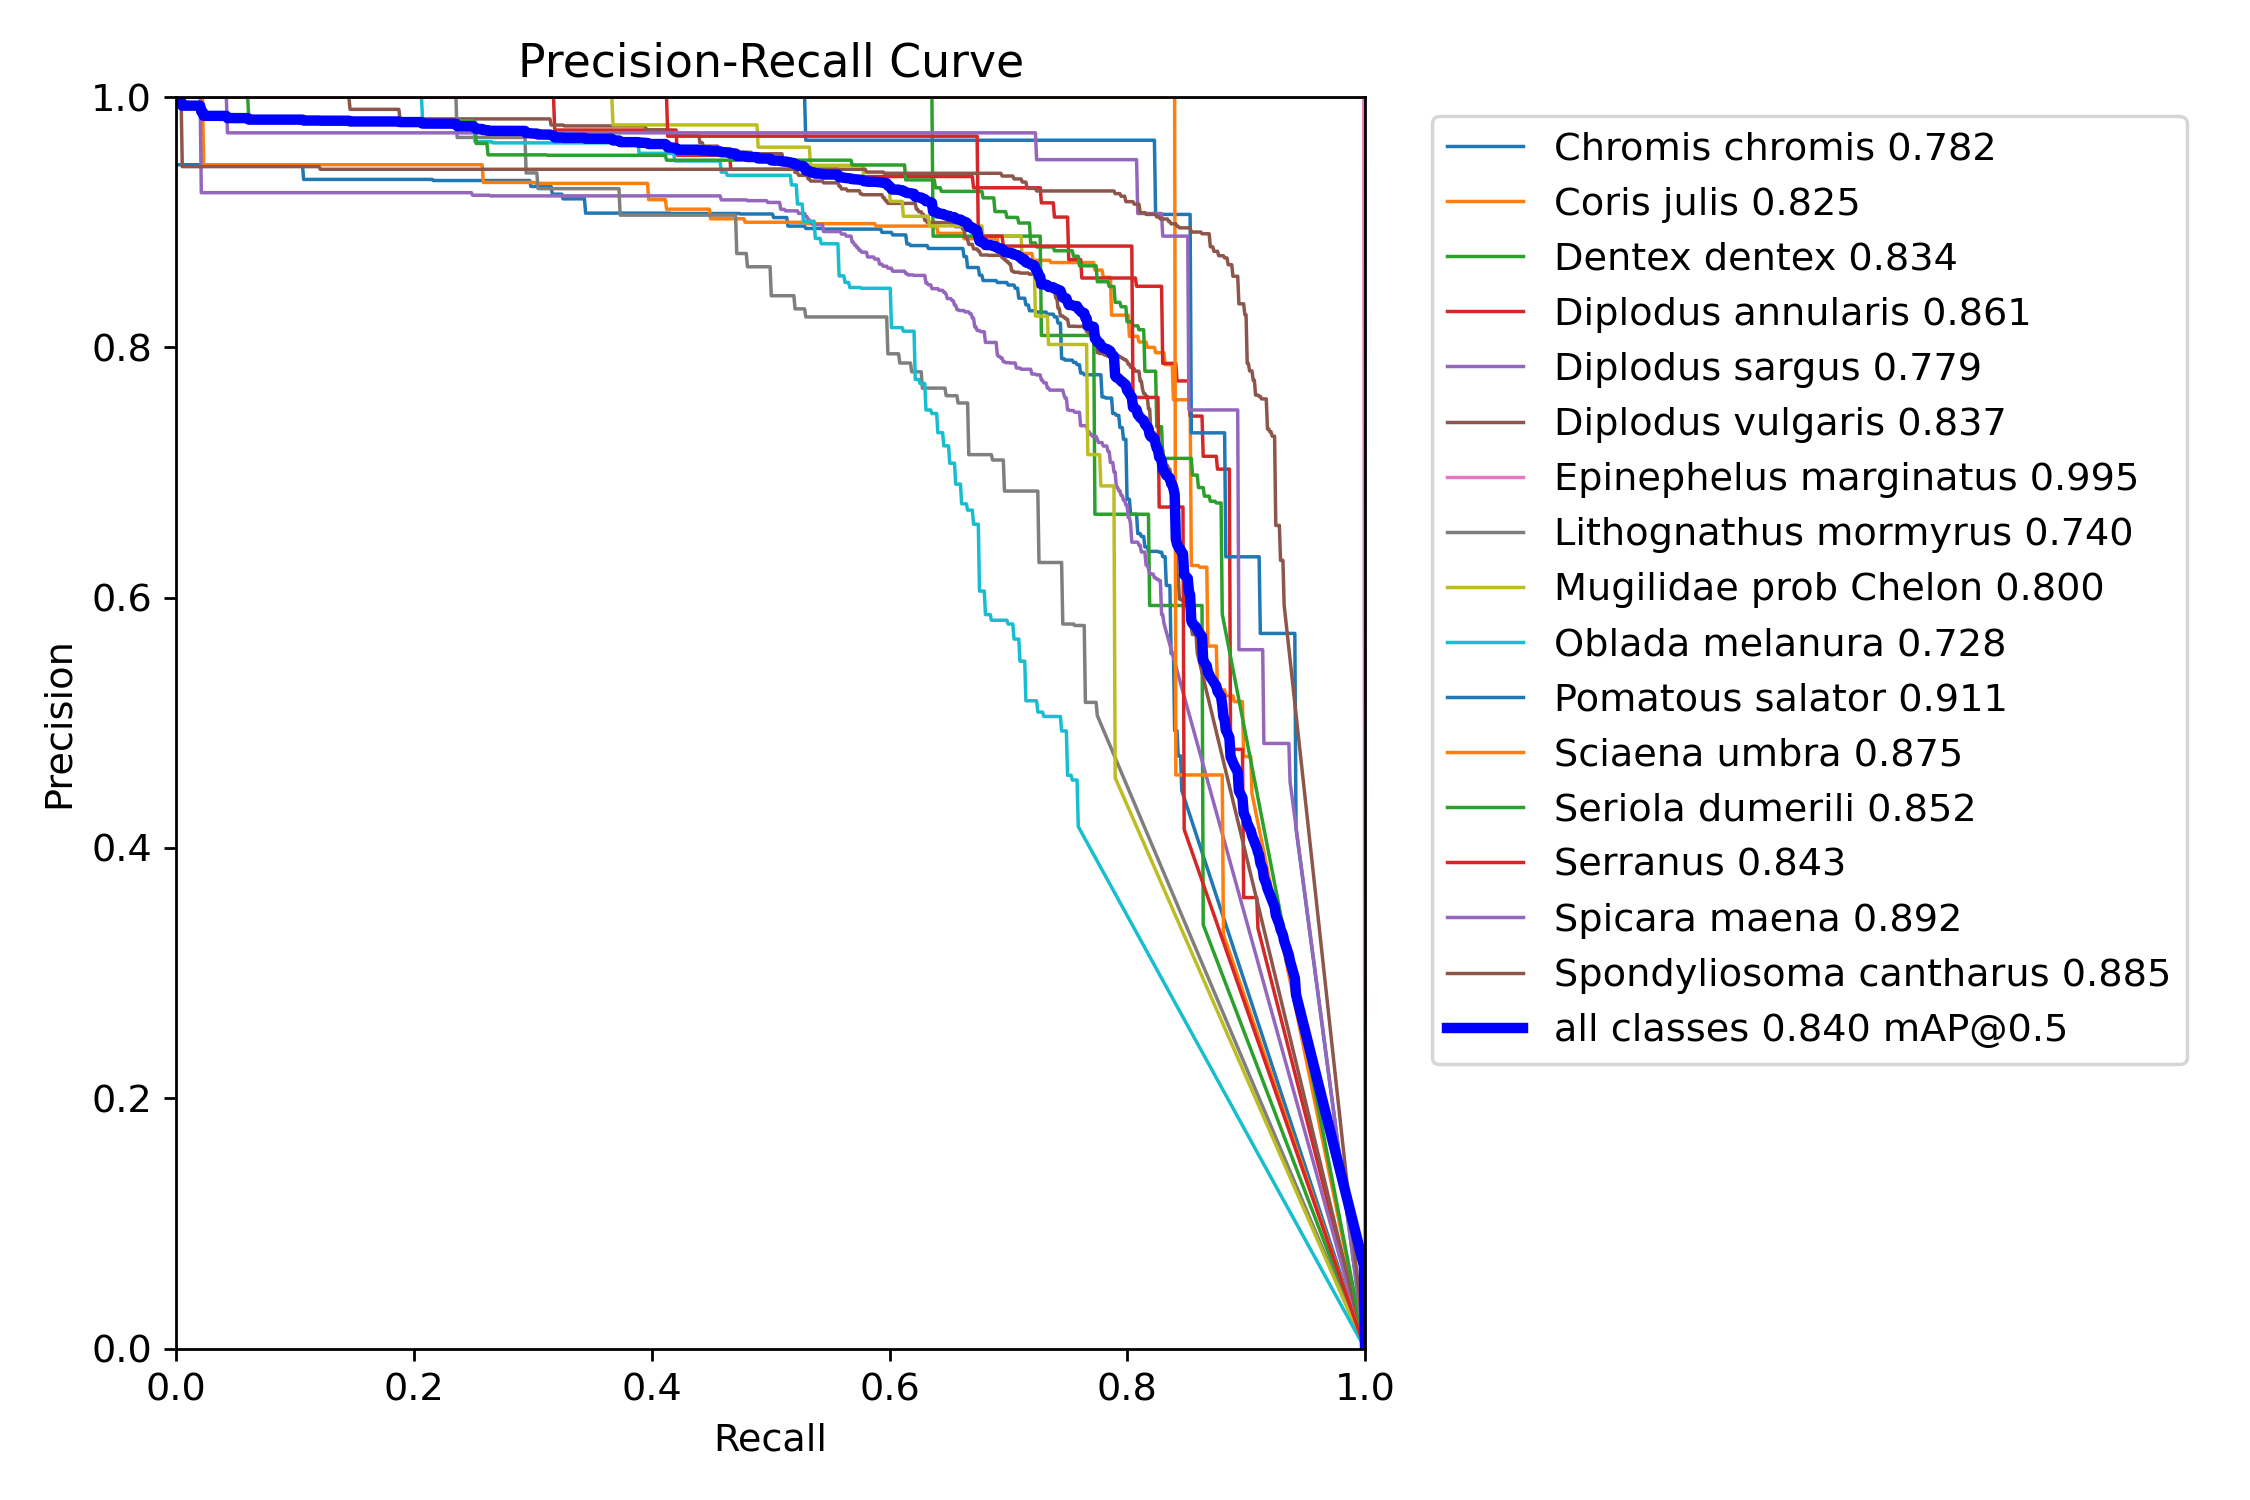 Precision-Recall Curve
1.0
0.8
0.6
0.4
0.2
0.0
Precision
0.0 0.2 0.4 0.6 0.8 1.0
Recall
Chromis chromis 0.782
Coris julis 0.825
Dentex dentex 0.834
Diplodus annularis 0.861
Diplodus sargus 0.779
Diplodus vulgaris 0.837
Epinephelus marginatus 0.995
Lithognathus mormyrus 0.740
Mugilidae prob Chelon 0.800
Oblada melanura 0.728
Pomatous salator 0.911
Sciaena umbra 0.875
Seriola dumerili 0.852
Serranus 0.843
Spicara maena 0.892
Spondyliosoma cantharus 0.885
all classes 0.840 mAP@0.5